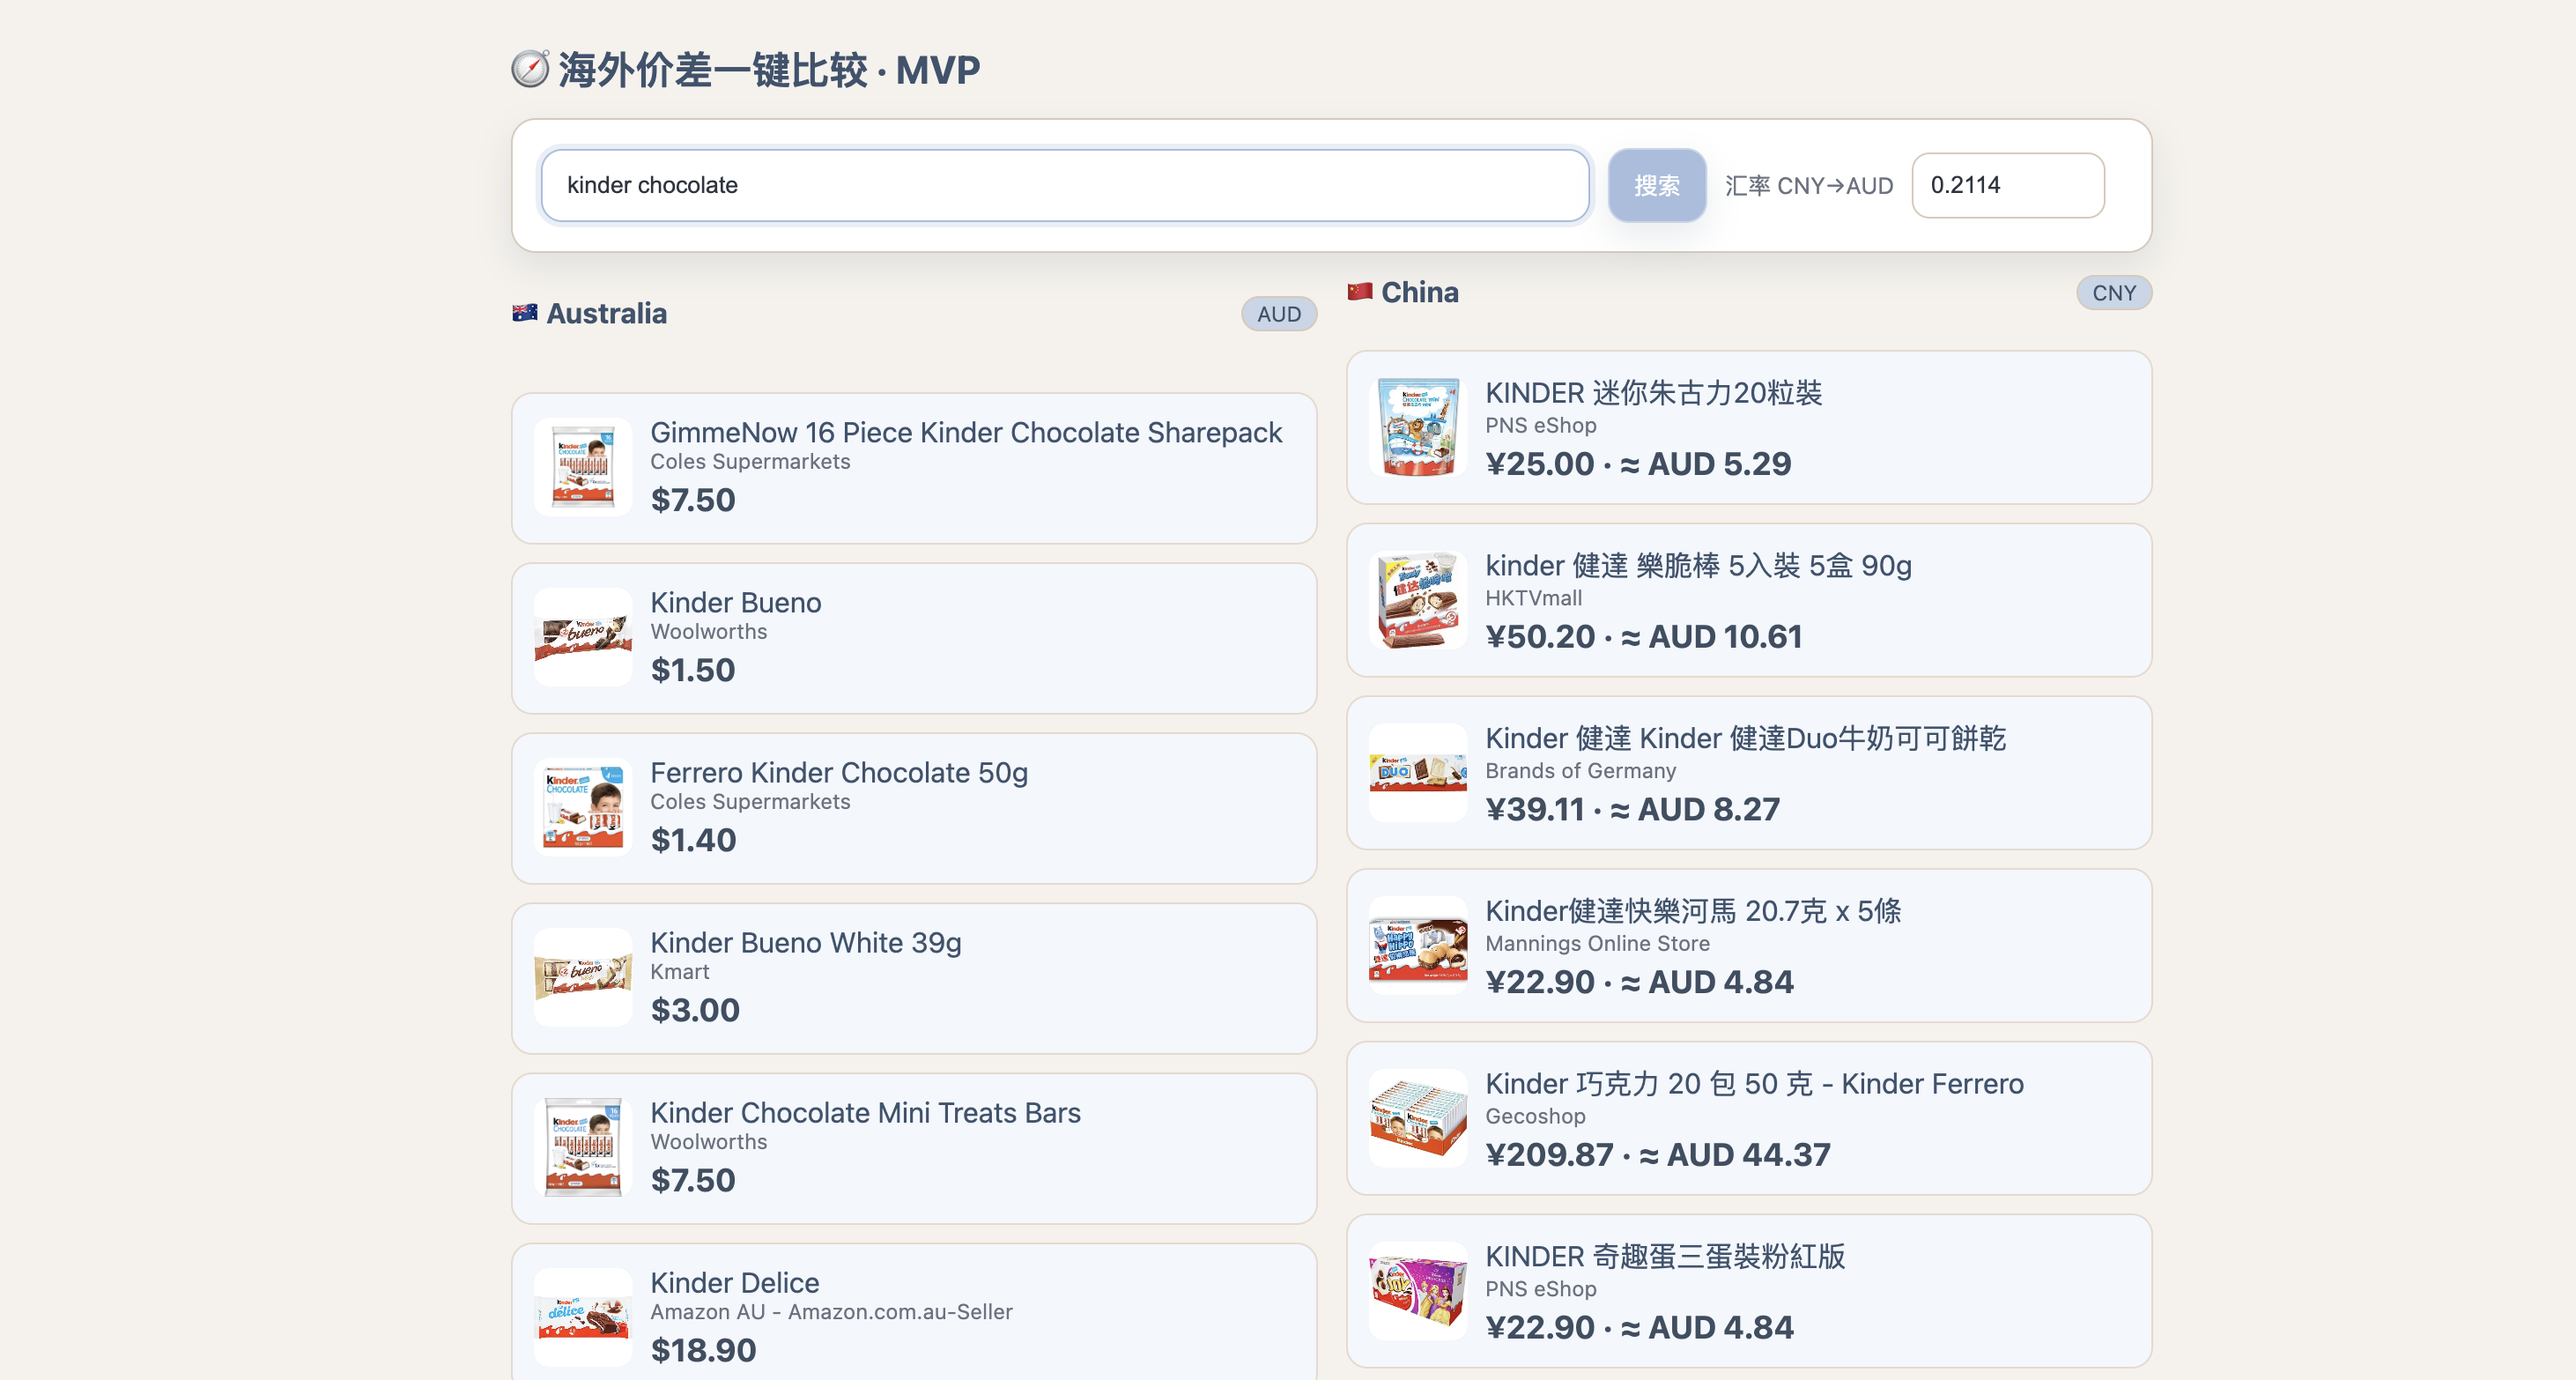 海外价差一键比较 · MVP
kinder chocolate
搜索
汇率 CNY→AUD
0.2114
Australia
AUD
GimmeNow 16 Piece Kinder Chocolate Sharepack
Coles Supermarkets
$7.50
Kinder Bueno
Woolworths
$1.50
Ferrero Kinder Chocolate 50g
Coles Supermarkets
$1.40
Kinder Bueno White 39g
Kmart
$3.00
Kinder Chocolate Mini Treats Bars
Woolworths
$7.50
Kinder Delice
Amazon AU - Amazon.com.au-Seller
$18.90
China
CNY
KINDER 迷你朱古力20粒裝
PNS eShop
¥25.00 · ≈ AUD 5.29
kinder 健達 樂脆棒 5入裝 5盒 90g
HKTVmall
¥50.20 · ≈ AUD 10.61
Kinder 健達 Kinder 健達Duo牛奶可可餅乾
Brands of Germany
¥39.11 · ≈ AUD 8.27
Kinder健達快樂河馬 20.7克 x 5條
Mannings Online Store
¥22.90 · ≈ AUD 4.84
Kinder 巧克力 20 包 50 克 - Kinder Ferrero
Gecoshop
¥209.87 · ≈ AUD 44.37
KINDER 奇趣蛋三蛋裝粉紅版
PNS eShop
¥22.90 · ≈ AUD 4.84